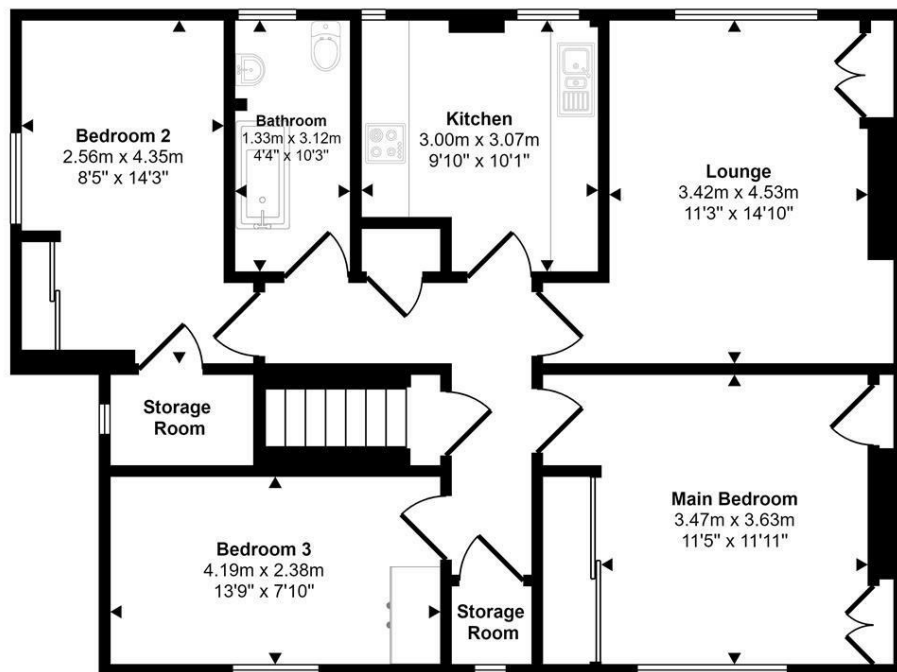 Bedroom 2
2.56m x 4.35m
8'5" x 14'3"
Bathroom
1.33m x 3.12m
4'4" x 10'3"
Kitchen
3.00m x 3.07m
9'10" x 10'1"
Lounge
3.42m x 4.53m
11'3" x 14'10"
Storage
Room
Bedroom 3
4.19m x 2.38m
13'9" x 7'10"
Storage
Room
Main Bedroom
3.47m x 3.63m
11'5" x 11'11"